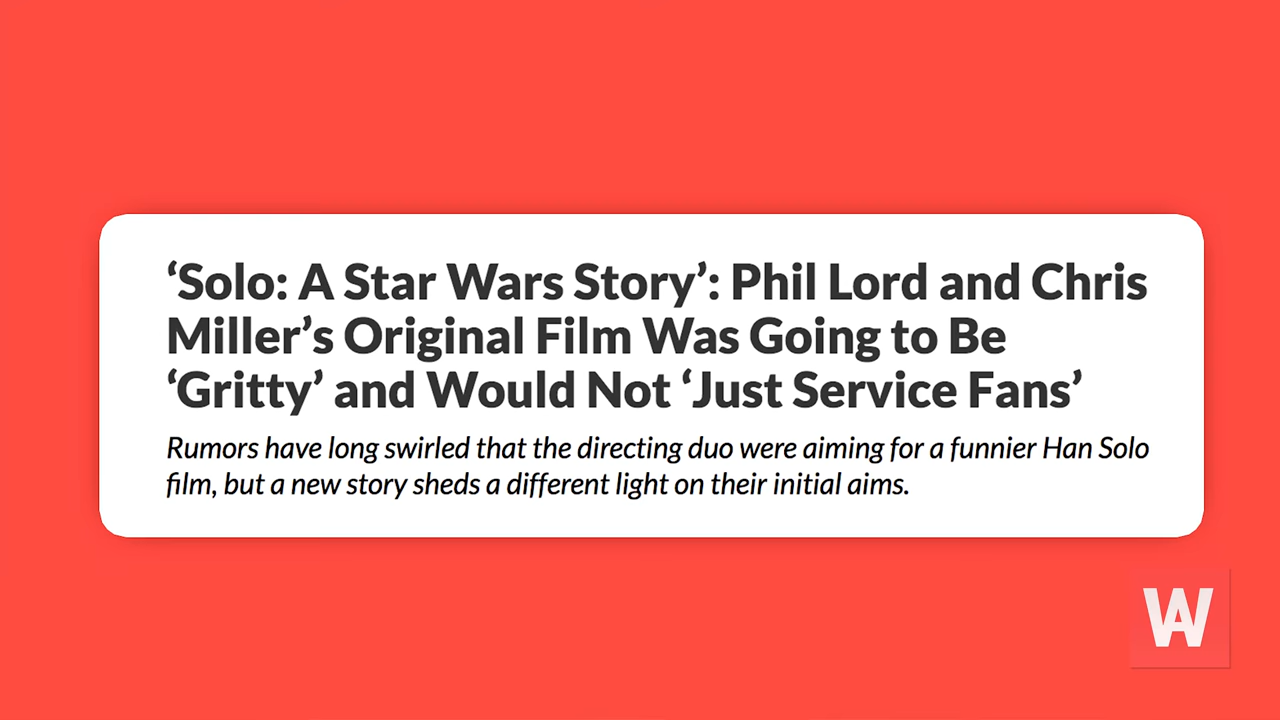 ‘Solo: A Star Wars Story’: Phil Lord and Chris
Miller’s Original Film Was Going to Be
‘Gritty’ and Would Not ‘Just Service Fans’
Rumors have long swirled that the directing duo were aiming for a funnier Han Solo
film, but a new story sheds a different light on their initial aims.
WA